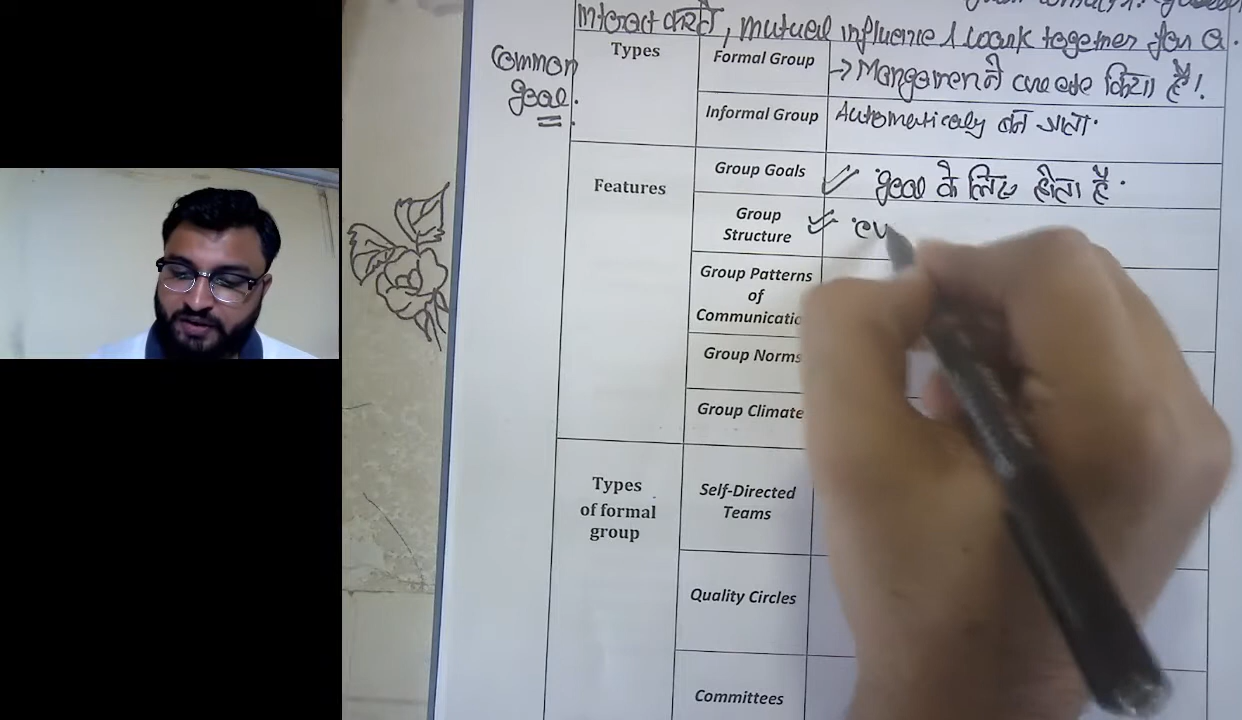 Interact करते, mutual influence & work together for a
common
goal.
Types
Formal Group
→ Mangemen ने create किया है।
Informal Group
Automatically बन जाता.
Features
Group Goals
goal के लिए होता है.
Group
Structure
Group Patterns
of
Communicatio
Group Norms
Group Climate
Types
of formal
group
Self-Directed
Teams
Quality Circles
Committees